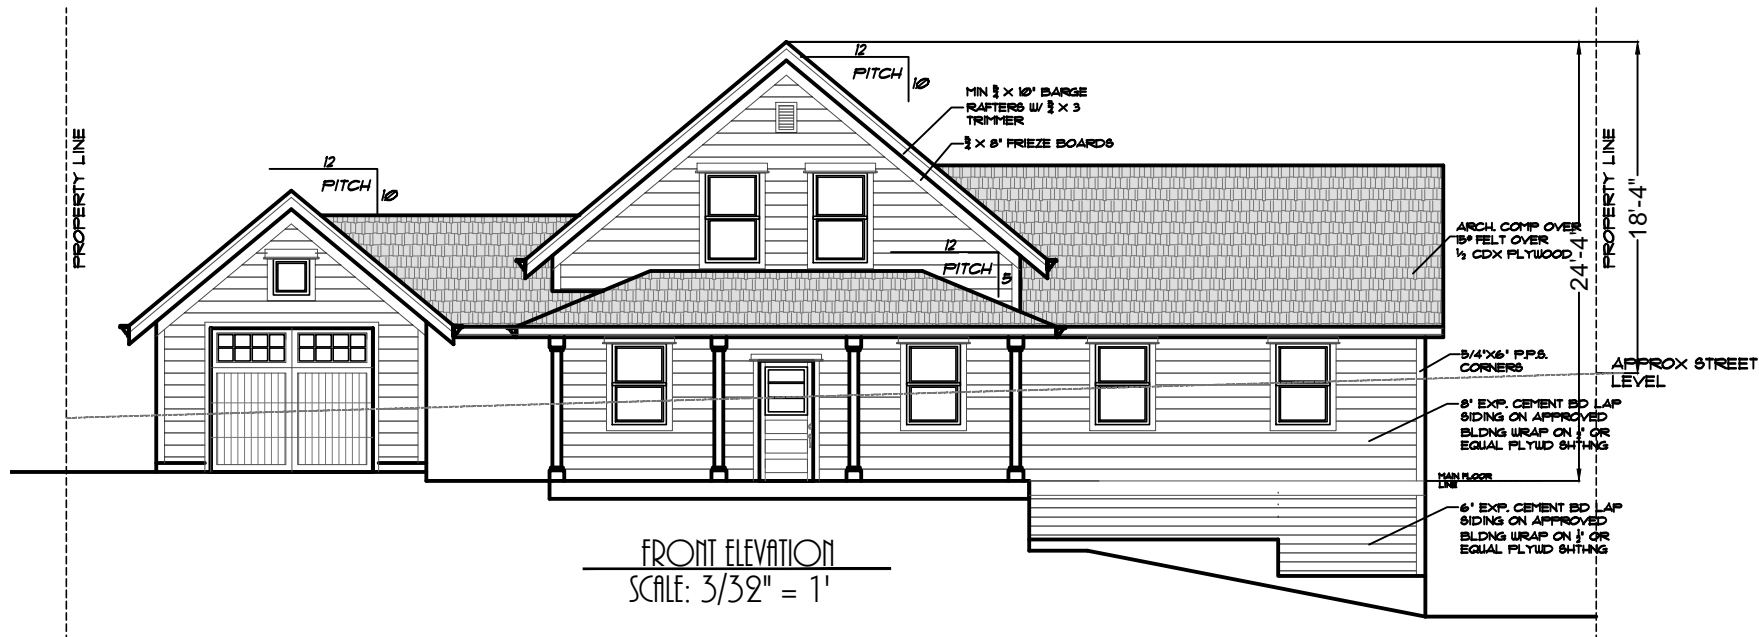 12
PITCH
10
MIN 5/4 X 10" BARGE
RAFTERS W/ 5/4 X 3
TRIMMER
5/4 X 8" FRIEZE BOARDS
PROPERTY LINE
12
PITCH
10
PROPERTY LINE
18'-4"
24'-4"
ARCH. COMP OVER
15# FELT OVER
½ CDX PLYWOOD
12
PITCH
5
5/4"X6" P.P.S.
CORNERS
APPROX STREET
LEVEL
8" EXP. CEMENT BD LAP
SIDING ON APPROVED
BLDNG WRAP ON ½" OR
EQUAL PLYWD SHTHNG
MAIN FLOOR
LINE
6" EXP. CEMENT BD LAP
SIDING ON APPROVED
BLDNG WRAP ON ½" OR
EQUAL PLYWD SHTHNG
FRONT ELEVATION
SCALE: 3/32" = 1'